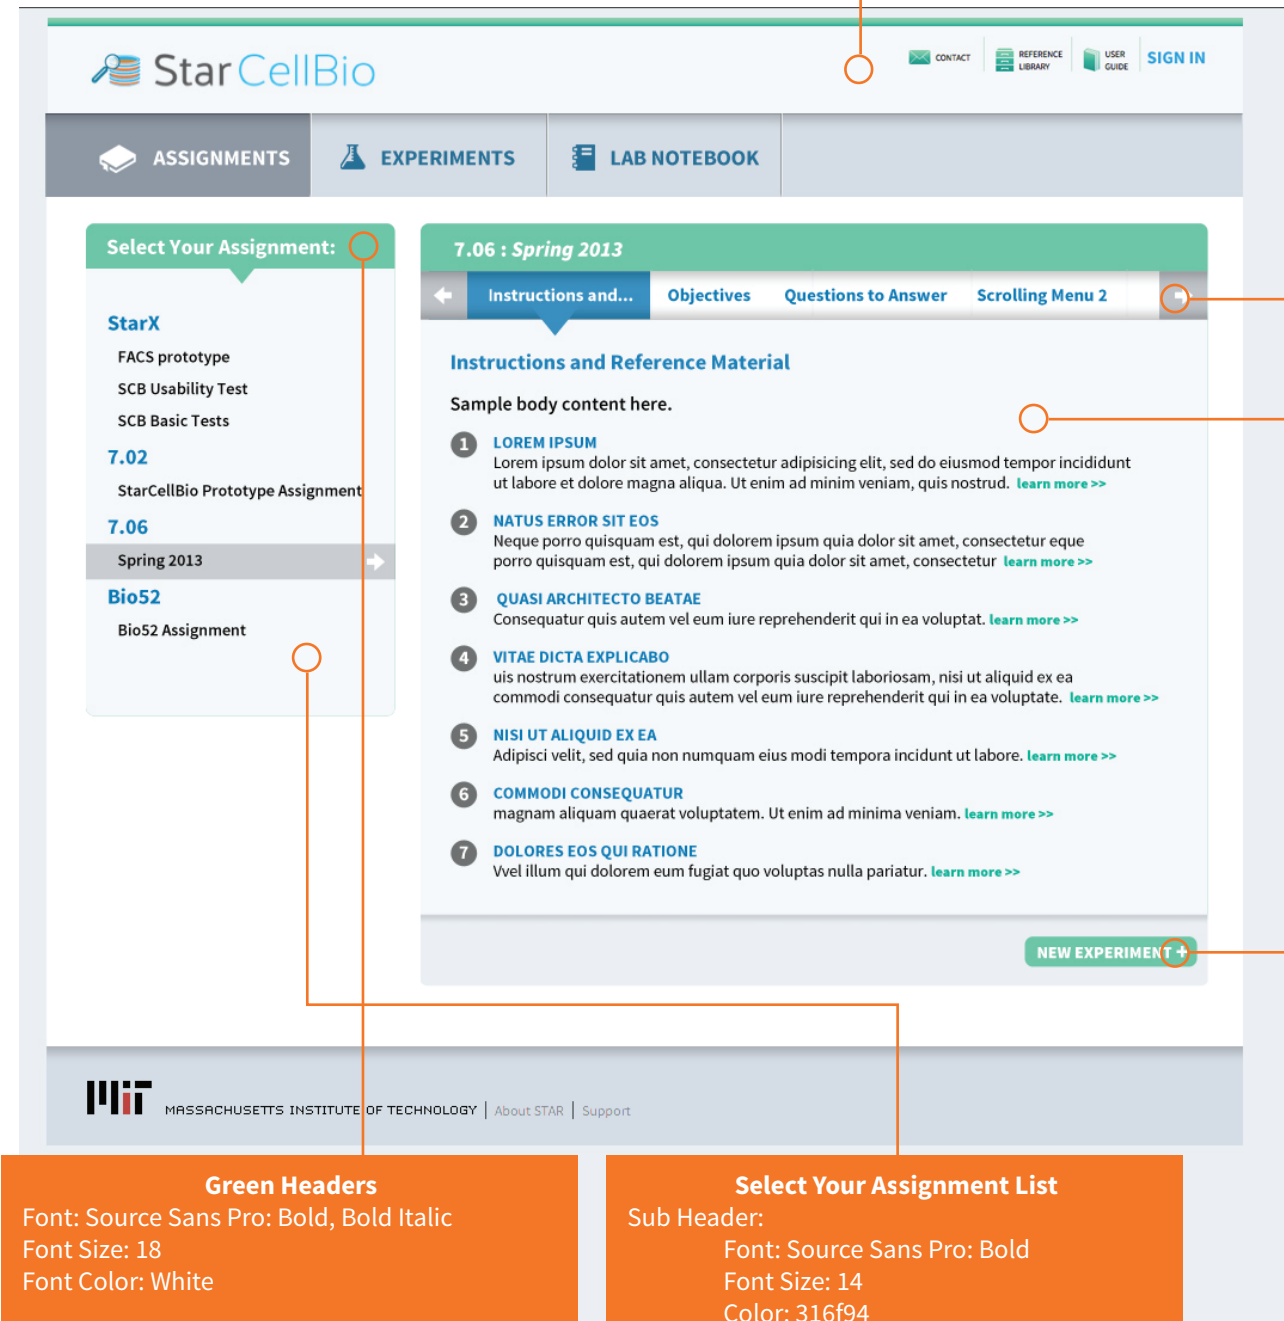 Star CellBio
CONTACT
REFERENCE
LIBRARY
USER
GUIDE
SIGN IN
ASSIGNMENTS
EXPERIMENTS
LAB NOTEBOOK
Select Your Assignment:
StarX
FACS prototype
SCB Usability Test
SCB Basic Tests
7.02
StarCellBio Prototype Assignment
7.06
Spring 2013
Bio52
Bio52 Assignment
7.06 : Spring 2013
Instructions and... Objectives Questions to Answer Scrolling Menu 2
Instructions and Reference Material
Sample body content here.
1 LOREM IPSUM
Lorem ipsum dolor sit amet, consectetur adipisicing elit, sed do eiusmod tempor incididunt
ut labore et dolore magna aliqua. Ut enim ad minim veniam, quis nostrud. learn more >>
2 NATUS ERROR SIT EOS
Neque porro quisquam est, qui dolorem ipsum quia dolor sit amet, consectetur eque
porro quisquam est, qui dolorem ipsum quia dolor sit amet, consectetur learn more >>
3 QUASI ARCHITECTO BEATAE
Consequatur quis autem vel eum iure reprehenderit qui in ea voluptat. learn more >>
4 VITAE DICTA EXPLICABO
uis nostrum exercitationem ullam corporis suscipit laboriosam, nisi ut aliquid ex ea
commodi consequatur quis autem vel eum iure reprehenderit qui in ea voluptate. learn more >>
5 NISI UT ALIQUID EX EA
Adipisci velit, sed quia non numquam eius modi tempora incidunt ut labore. learn more >>
6 COMMODI CONSEQUATUR
magnam aliquam quaerat voluptatem. Ut enim ad minima veniam. learn more >>
7 DOLORES EOS QUI RATIONE
Vvel illum qui dolorem eum fugiat quo voluptas nulla pariatur. learn more >>
NEW EXPERIMENT +
MIT MASSACHUSETTS INSTITUTE OF TECHNOLOGY | About STAR | Support
Green Headers
Font: Source Sans Pro: Bold, Bold Italic
Font Size: 18
Font Color: White
Select Your Assignment List
Sub Header:
Font: Source Sans Pro: Bold
Font Size: 14
Color: 316f94